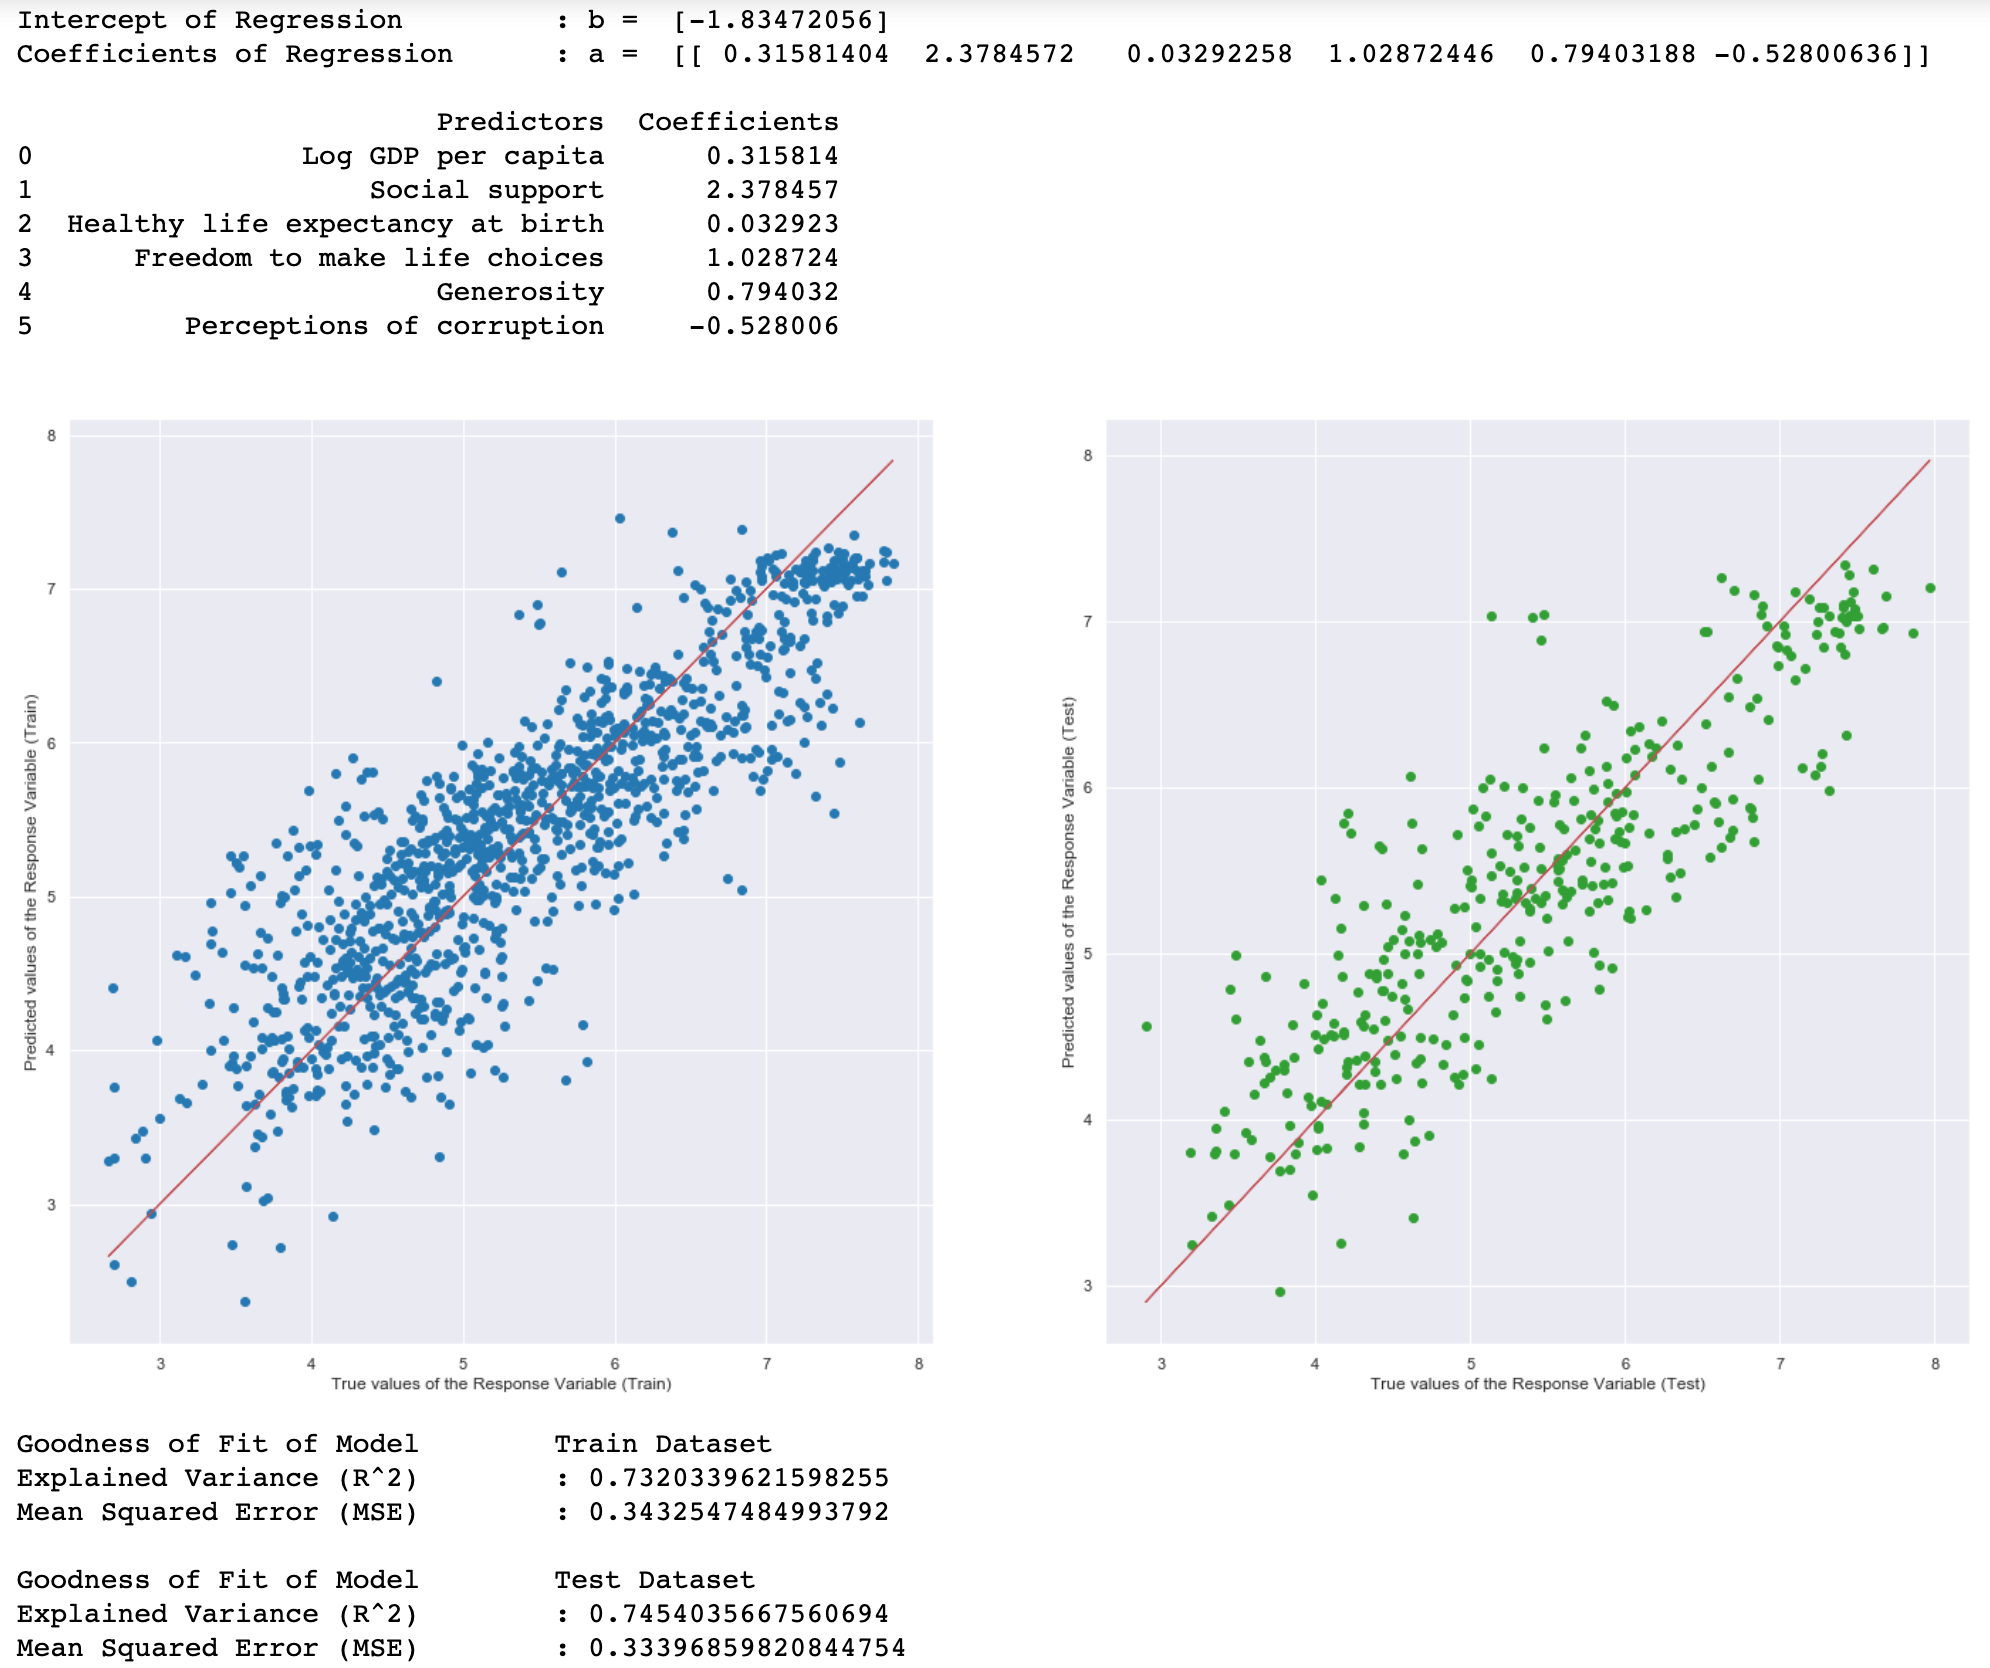 Intercept of Regression : b = [-1.83472056]
Coefficients of Regression : a = [[ 0.31581404 2.3784572 0.03292258 1.02872446 0.79403188 -0.52800636]]
Predictors Coefficients
0 Log GDP per capita 0.315814
1 Social support 2.378457
2 Healthy life expectancy at birth 0.032923
3 Freedom to make life choices 1.028724
4 Generosity 0.794032
5 Perceptions of corruption -0.528006
Predicted values of the Response Variable (Train)
8
7
6
5
4
3
3 4 5 6 7 8
True values of the Response Variable (Train)
Predicted values of the Response Variable (Test)
8
7
6
5
4
3
3 4 5 6 7 8
True values of the Response Variable (Test)
Goodness of Fit of Model Train Dataset
Explained Variance (R^2) : 0.7320339621598255
Mean Squared Error (MSE) : 0.3432547484993792
Goodness of Fit of Model Test Dataset
Explained Variance (R^2) : 0.7454035667560694
Mean Squared Error (MSE) : 0.33396859820844754